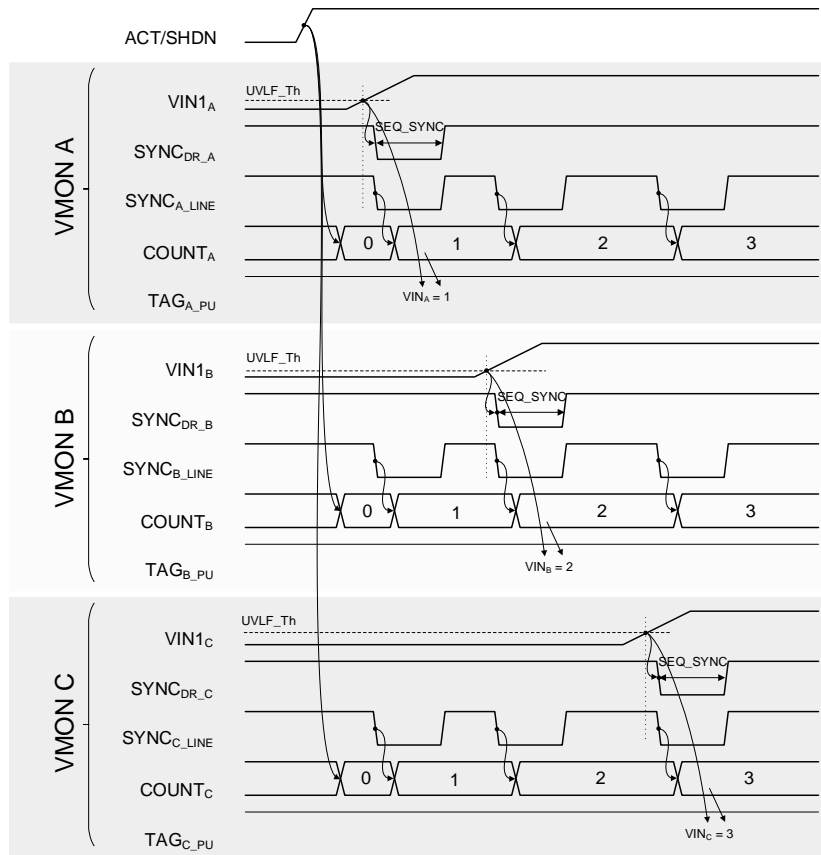 ACT/SHDN
VMON A
UVLF_Th
VIN1A
SEQ_SYNC
SYNCDR_A
SYNCA_LINE
COUNTA 0 1 2 3
VINA = 1
TAGA_PU
VMON B
UVLF_Th
VIN1B
SEQ_SYNC
SYNCDR_B
SYNCB_LINE
COUNTB 0 1 2 3
VINB = 2
TAGB_PU
VMON C
UVLF_Th
VIN1C
SEQ_SYNC
SYNCDR_C
SYNCC_LINE
COUNTC 0 1 2 3
VINC = 3
TAGC_PU